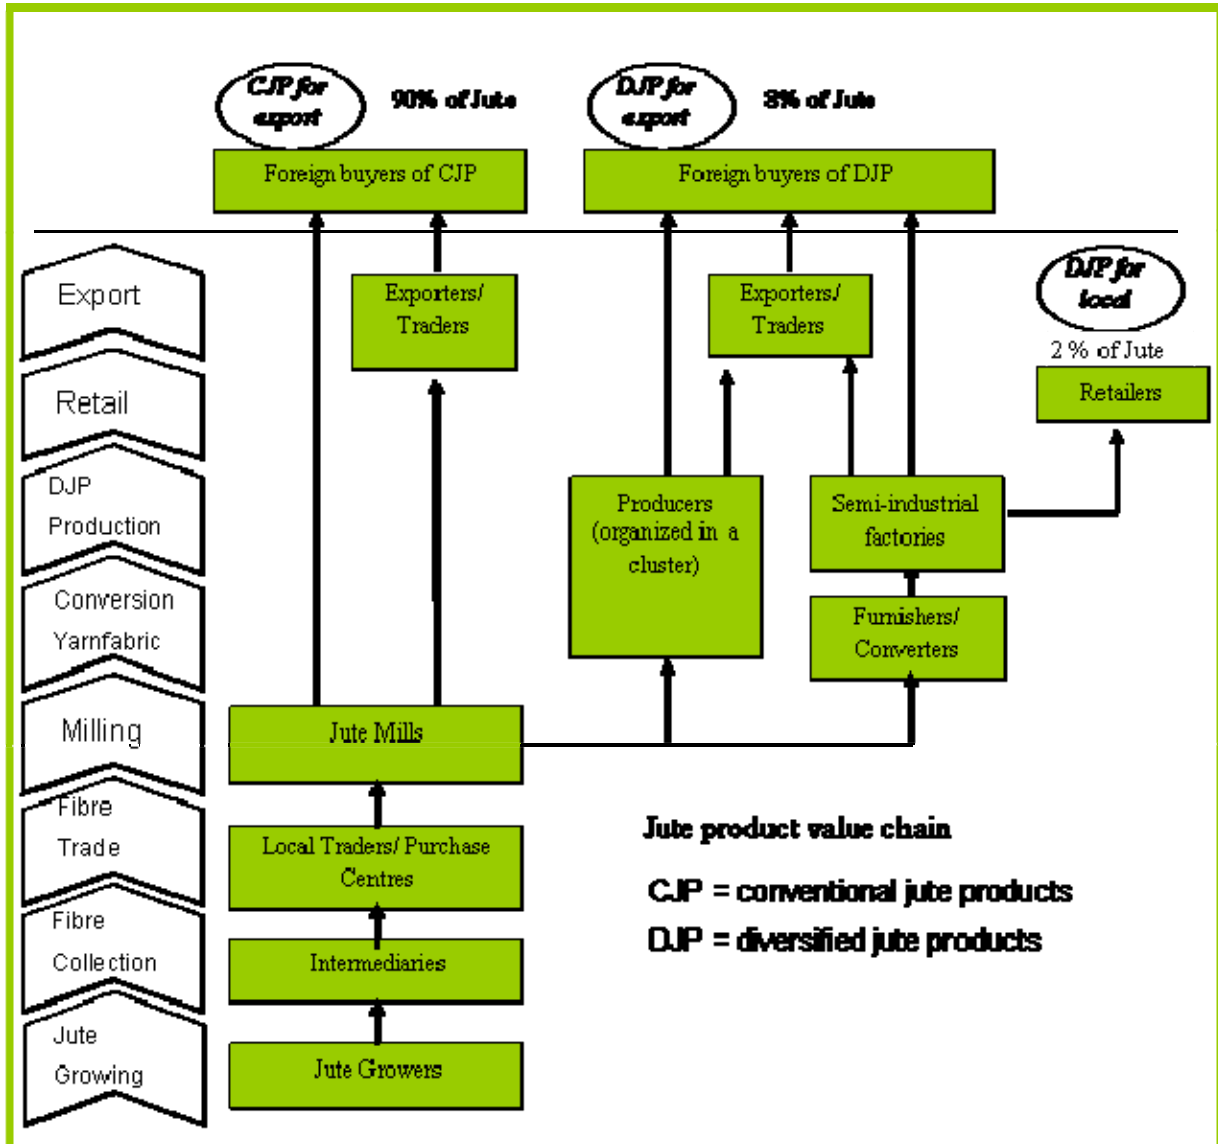 CJP for
export
90% of Jute
DJP for
export
8% of Jute
Foreign buyers of CJP
Foreign buyers of DJP
Export
Exporters/
Traders
Exporters/
Traders
DJP for
local
2 % of Jute
Retailers
Retail
DJP
Production
Producers
(organized in a
cluster)
Semi-industrial
factories
Conversion
Yarnfabric
Furnishers/
Converters
Milling
Jute Mills
Fibre
Trade
Local Traders/ Purchase
Centres
Jute product value chain
CJP = conventional jute products
DJP = diversified jute products
Fibre
Collection
Intermediaries
Jute
Growing
Jute Growers